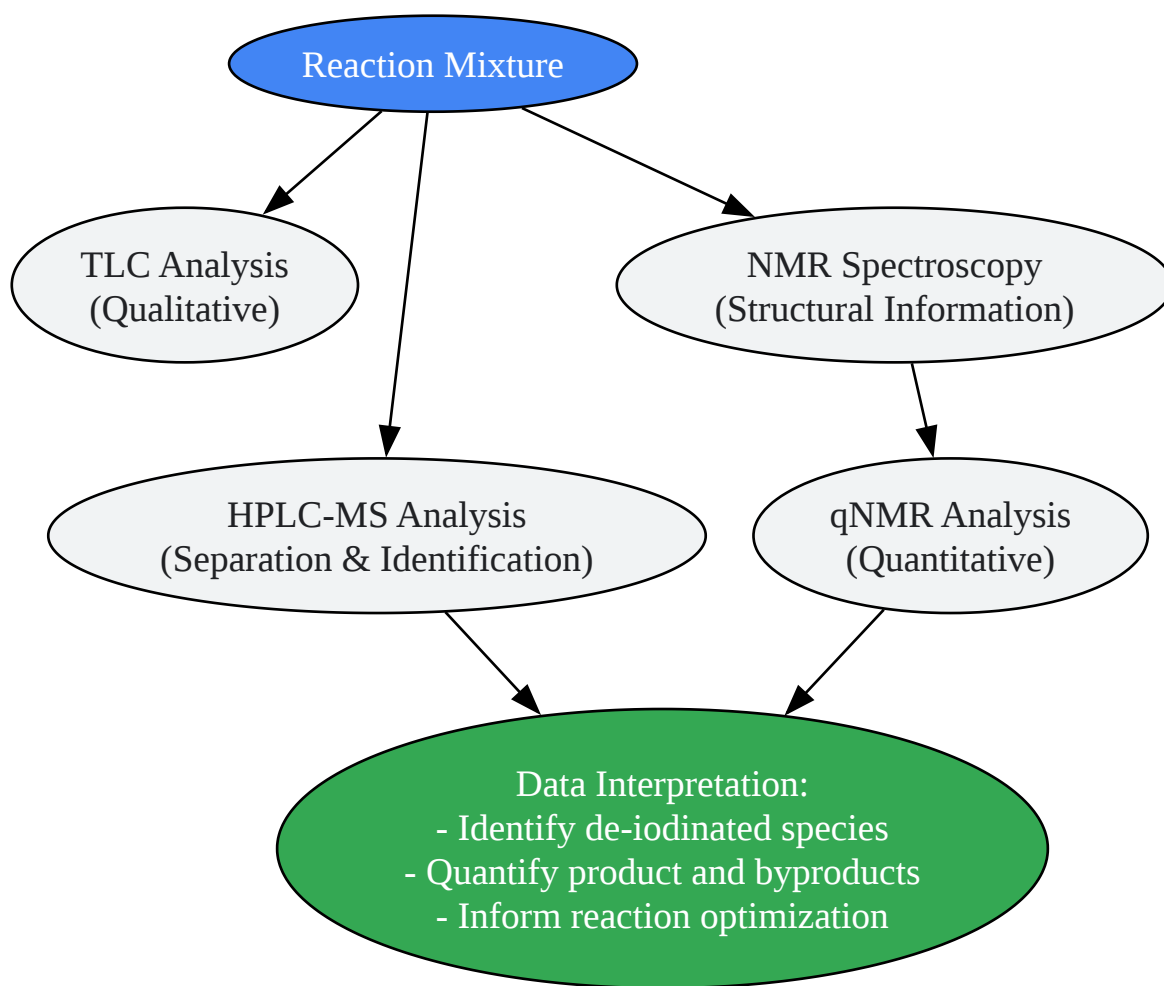 Reaction Mixture
TLC Analysis
(Qualitative)
NMR Spectroscopy
(Structural Information)
HPLC-MS Analysis
(Separation & Identification)
qNMR Analysis
(Quantitative)
Data Interpretation:
- Identify de-iodinated species
- Quantify product and byproducts
- Inform reaction optimization